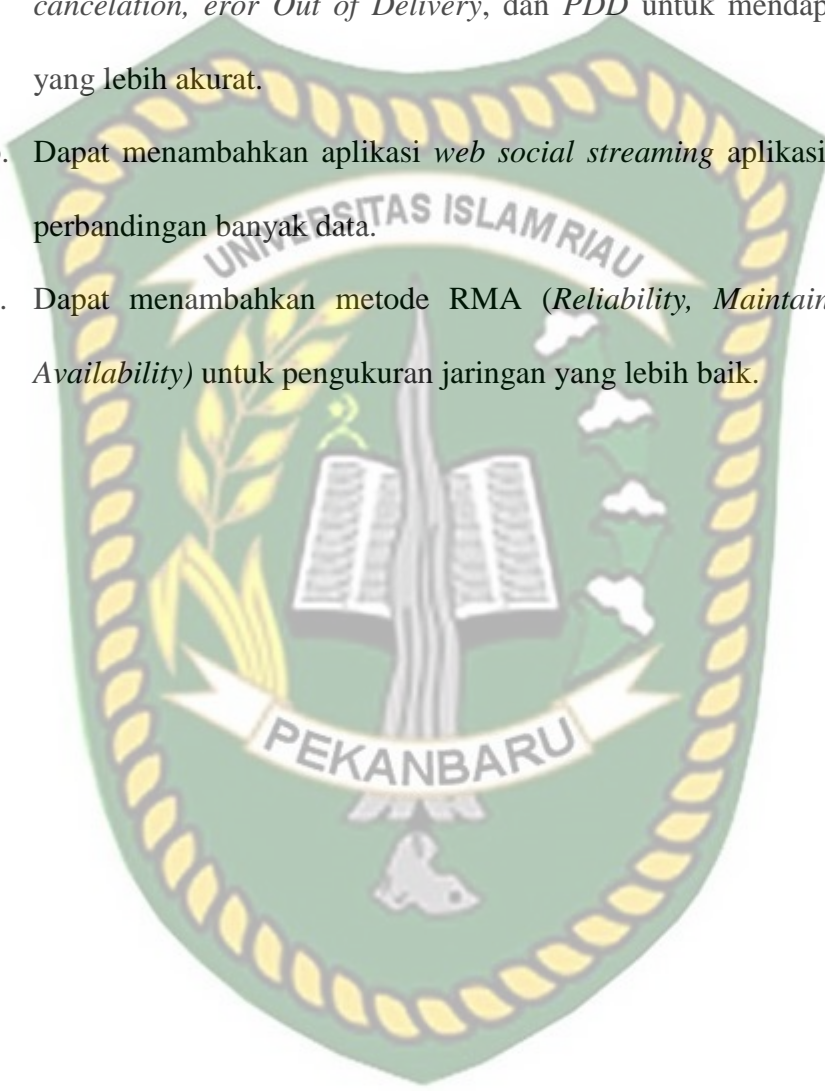 cancelation, eror Out of Delivery, dan PDD untuk mendap
yang lebih akurat.
. Dapat menambahkan aplikasi web social streaming aplikasi
perbandingan banyak data.
. Dapat menambahkan metode RMA (Reliability, Maintain
Availability) untuk pengukuran jaringan yang lebih baik.
UNIVERSITAS ISLAM RIAU
PEKANBARU